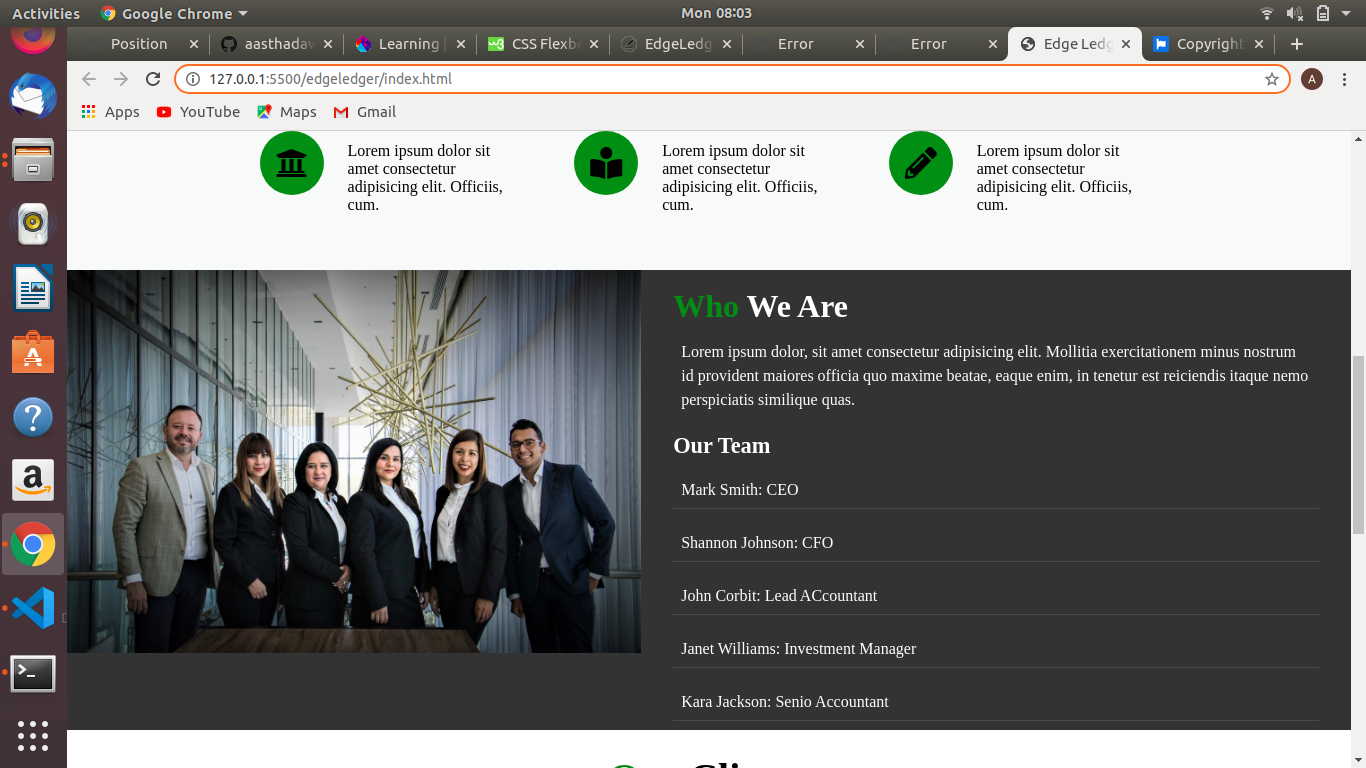 Activities
Google Chrome
Mon 08:03
Position
aasthadav
Learning
CSS Flexb
EdgeLedg
Error
Error
Edge Ledg
Copyright
127.0.0.1:5500/edgeledger/index.html
A
Apps
YouTube
Maps
Gmail
Lorem ipsum dolor sit
amet consectetur
adipisicing elit. Officiis,
cum.
Lorem ipsum dolor sit
amet consectetur
adipisicing elit. Officiis,
cum.
Lorem ipsum dolor sit
amet consectetur
adipisicing elit. Officiis,
cum.
Who We Are
Lorem ipsum dolor, sit amet consectetur adipisicing elit. Mollitia exercitationem minus nostrum
id provident maiores officia quo maxime beatae, eaque enim, in tenetur est reiciendis itaque nemo
perspiciatis similique quas.
Our Team
Mark Smith: CEO
Shannon Johnson: CFO
John Corbit: Lead ACcountant
Janet Williams: Investment Manager
Kara Jackson: Senio Accountant